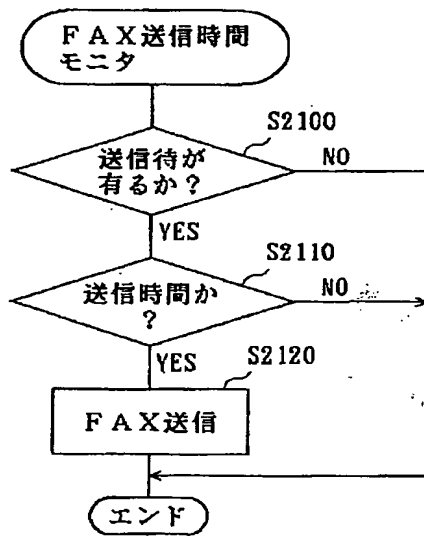 ＦＡＸ送信時間
モニタ
S2100
送信待が
有るか？
NO
YES
S2110
送信時間か
？
NO
YES
S2120
ＦＡＸ送信
エンド